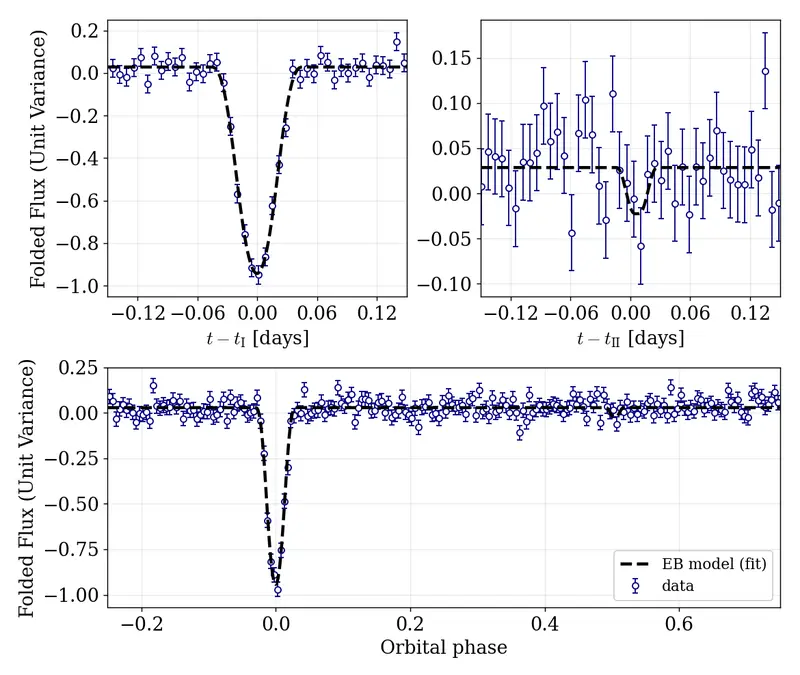 Folded Flux (Unit Variance)
0.2
0.0
−0.2
−0.4
−0.6
−0.8
−1.0
−0.12 −0.06 0.00 0.06 0.12
t − tI [days]
0.15
0.10
0.05
0.00
−0.05
−0.10
−0.12 −0.06 0.00 0.06 0.12
t − tII [days]
Folded Flux (Unit Variance)
0.25
0.00
−0.25
−0.50
−0.75
−1.00
−0.2 0.0 0.2 0.4 0.6
Orbital phase
EB model (fit)
data